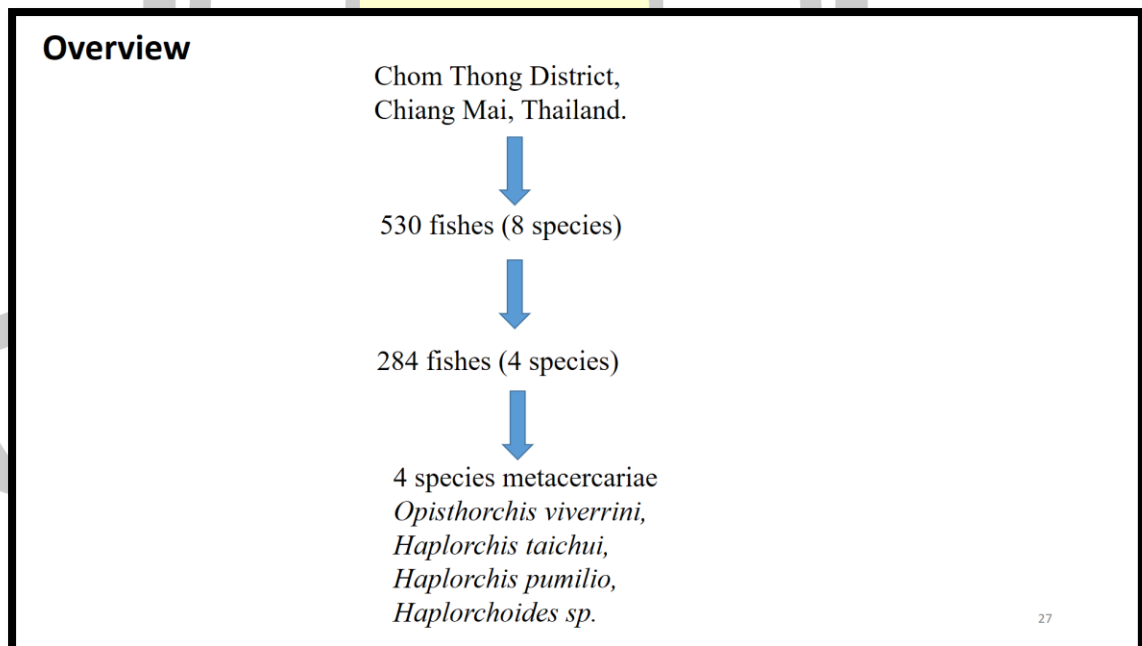 Overview
Chom Thong District,
Chiang Mai, Thailand.
530 fishes (8 species)
284 fishes (4 species)
4 species metacercariae
Opisthorchis viverrini,
Haplorchis taichui,
Haplorchis pumilio,
Haplorchoides sp.
27